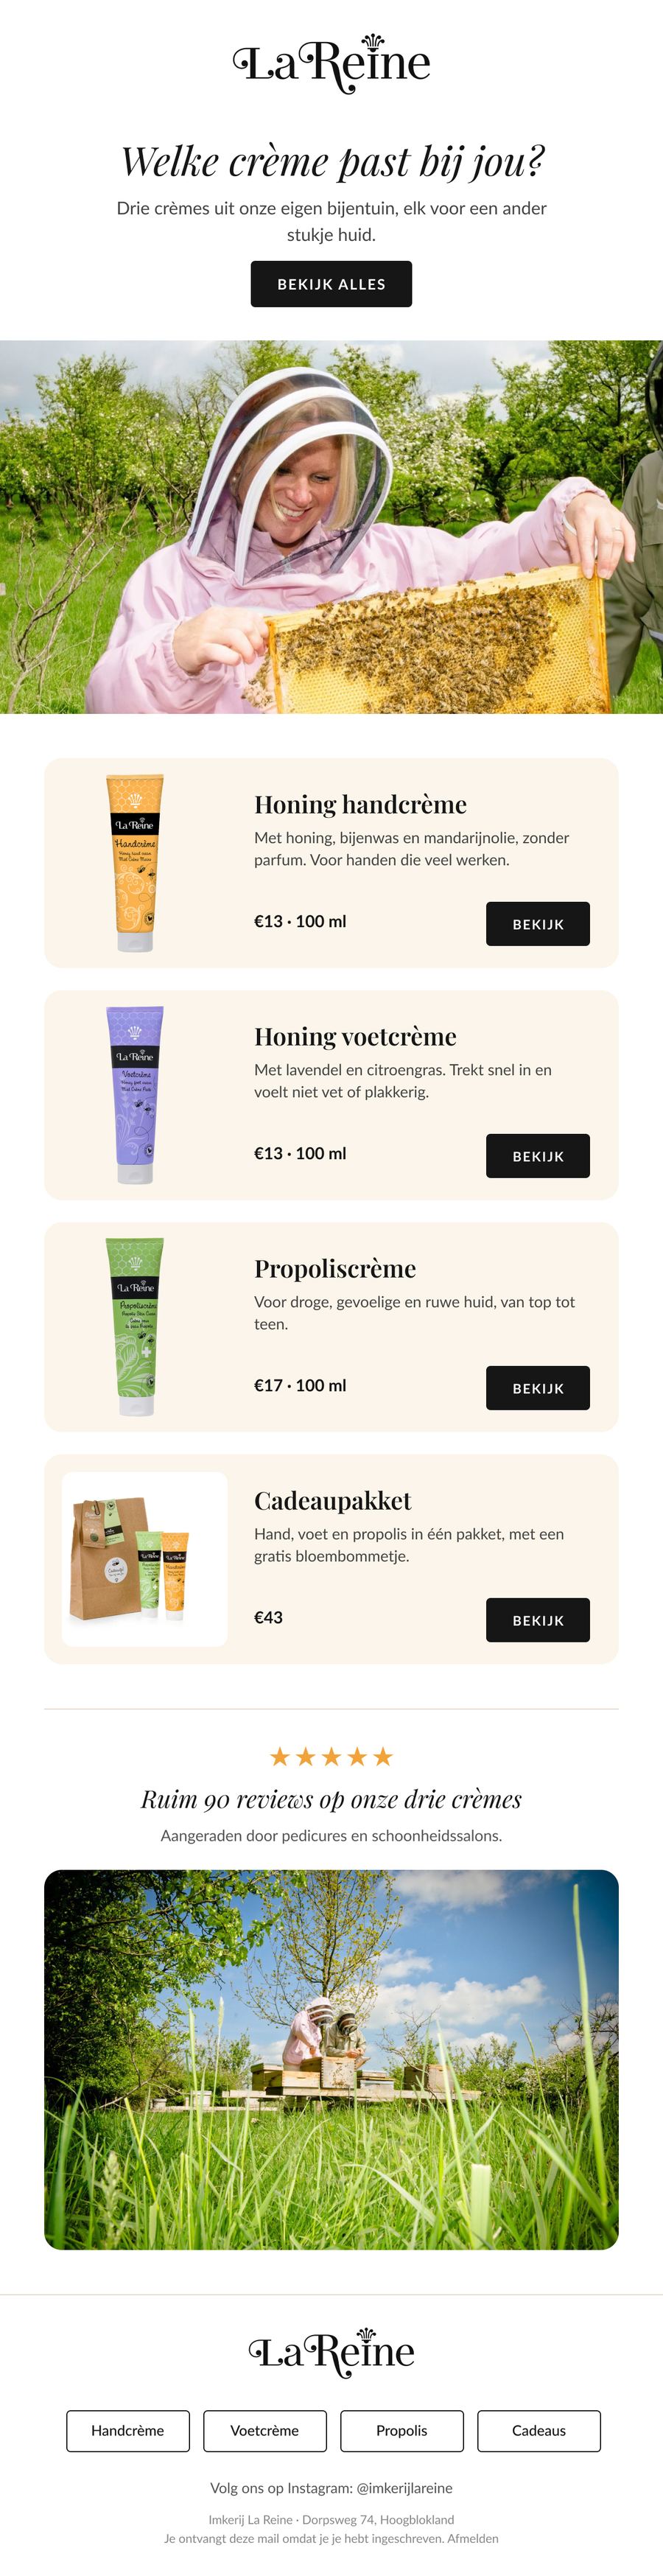 La Reine
Welke crème past bij jou?
Drie crèmes uit onze eigen bijentuin, elk voor een ander
stukje huid.
BEKIJK ALLES
La Reine
Handcrème
Honing handcrème
Met honing, bijenwas en mandarijnolie, zonder
parfum. Voor handen die veel werken.
€13 · 100 ml
BEKIJK
La Reine
Voetcrème
Honing voetcrème
Met lavendel en citroengras. Trekt snel in en
voelt niet vet of plakkerig.
€13 · 100 ml
BEKIJK
La Reine
Propoliscrème
Propoliscrème
Voor droge, gevoelige en ruwe huid, van top tot
teen.
€17 · 100 ml
BEKIJK
Cadeaupakket
Hand, voet en propolis in één pakket, met een
gratis bloembommetje.
€43
BEKIJK
★★★★★
Ruim 90 reviews op onze drie crèmes
Aangeraden door pedicures en schoonheidssalons.
La Reine
Handcrème
Voetcrème
Propolis
Cadeaus
Volg ons op Instagram: @imkerijlareine
Imkerij La Reine · Dorpsweg 74, Hoogblokland
Je ontvangt deze mail omdat je je hebt ingeschreven. Afmelden